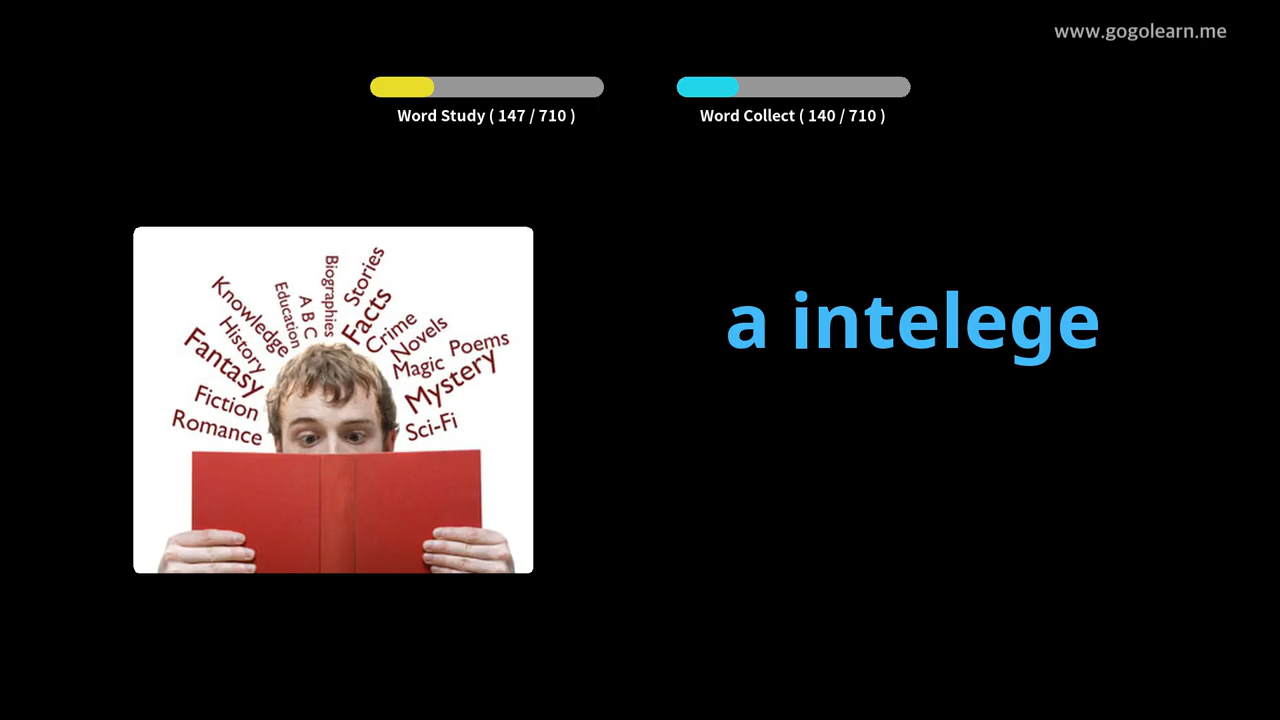 www.gogolearn.me
Word Study ( 147 / 710 )
Word Collect ( 140 / 710 )
a intelege
Biographies
Stories
Education
A B C
Facts
Knowledge
Crime
History
Novels
Fantasy
Magic
Poems
Mystery
Fiction
Romance
Sci-Fi